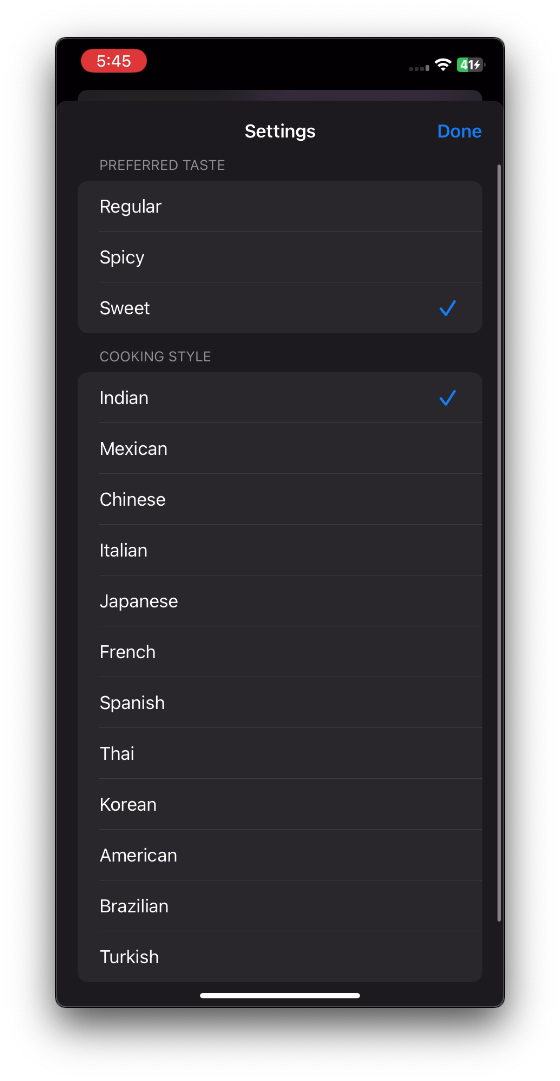 5:45
41
Settings
Done
PREFERRED TASTE
Regular
Spicy
Sweet
COOKING STYLE
Indian
Mexican
Chinese
Italian
Japanese
French
Spanish
Thai
Korean
American
Brazilian
Turkish